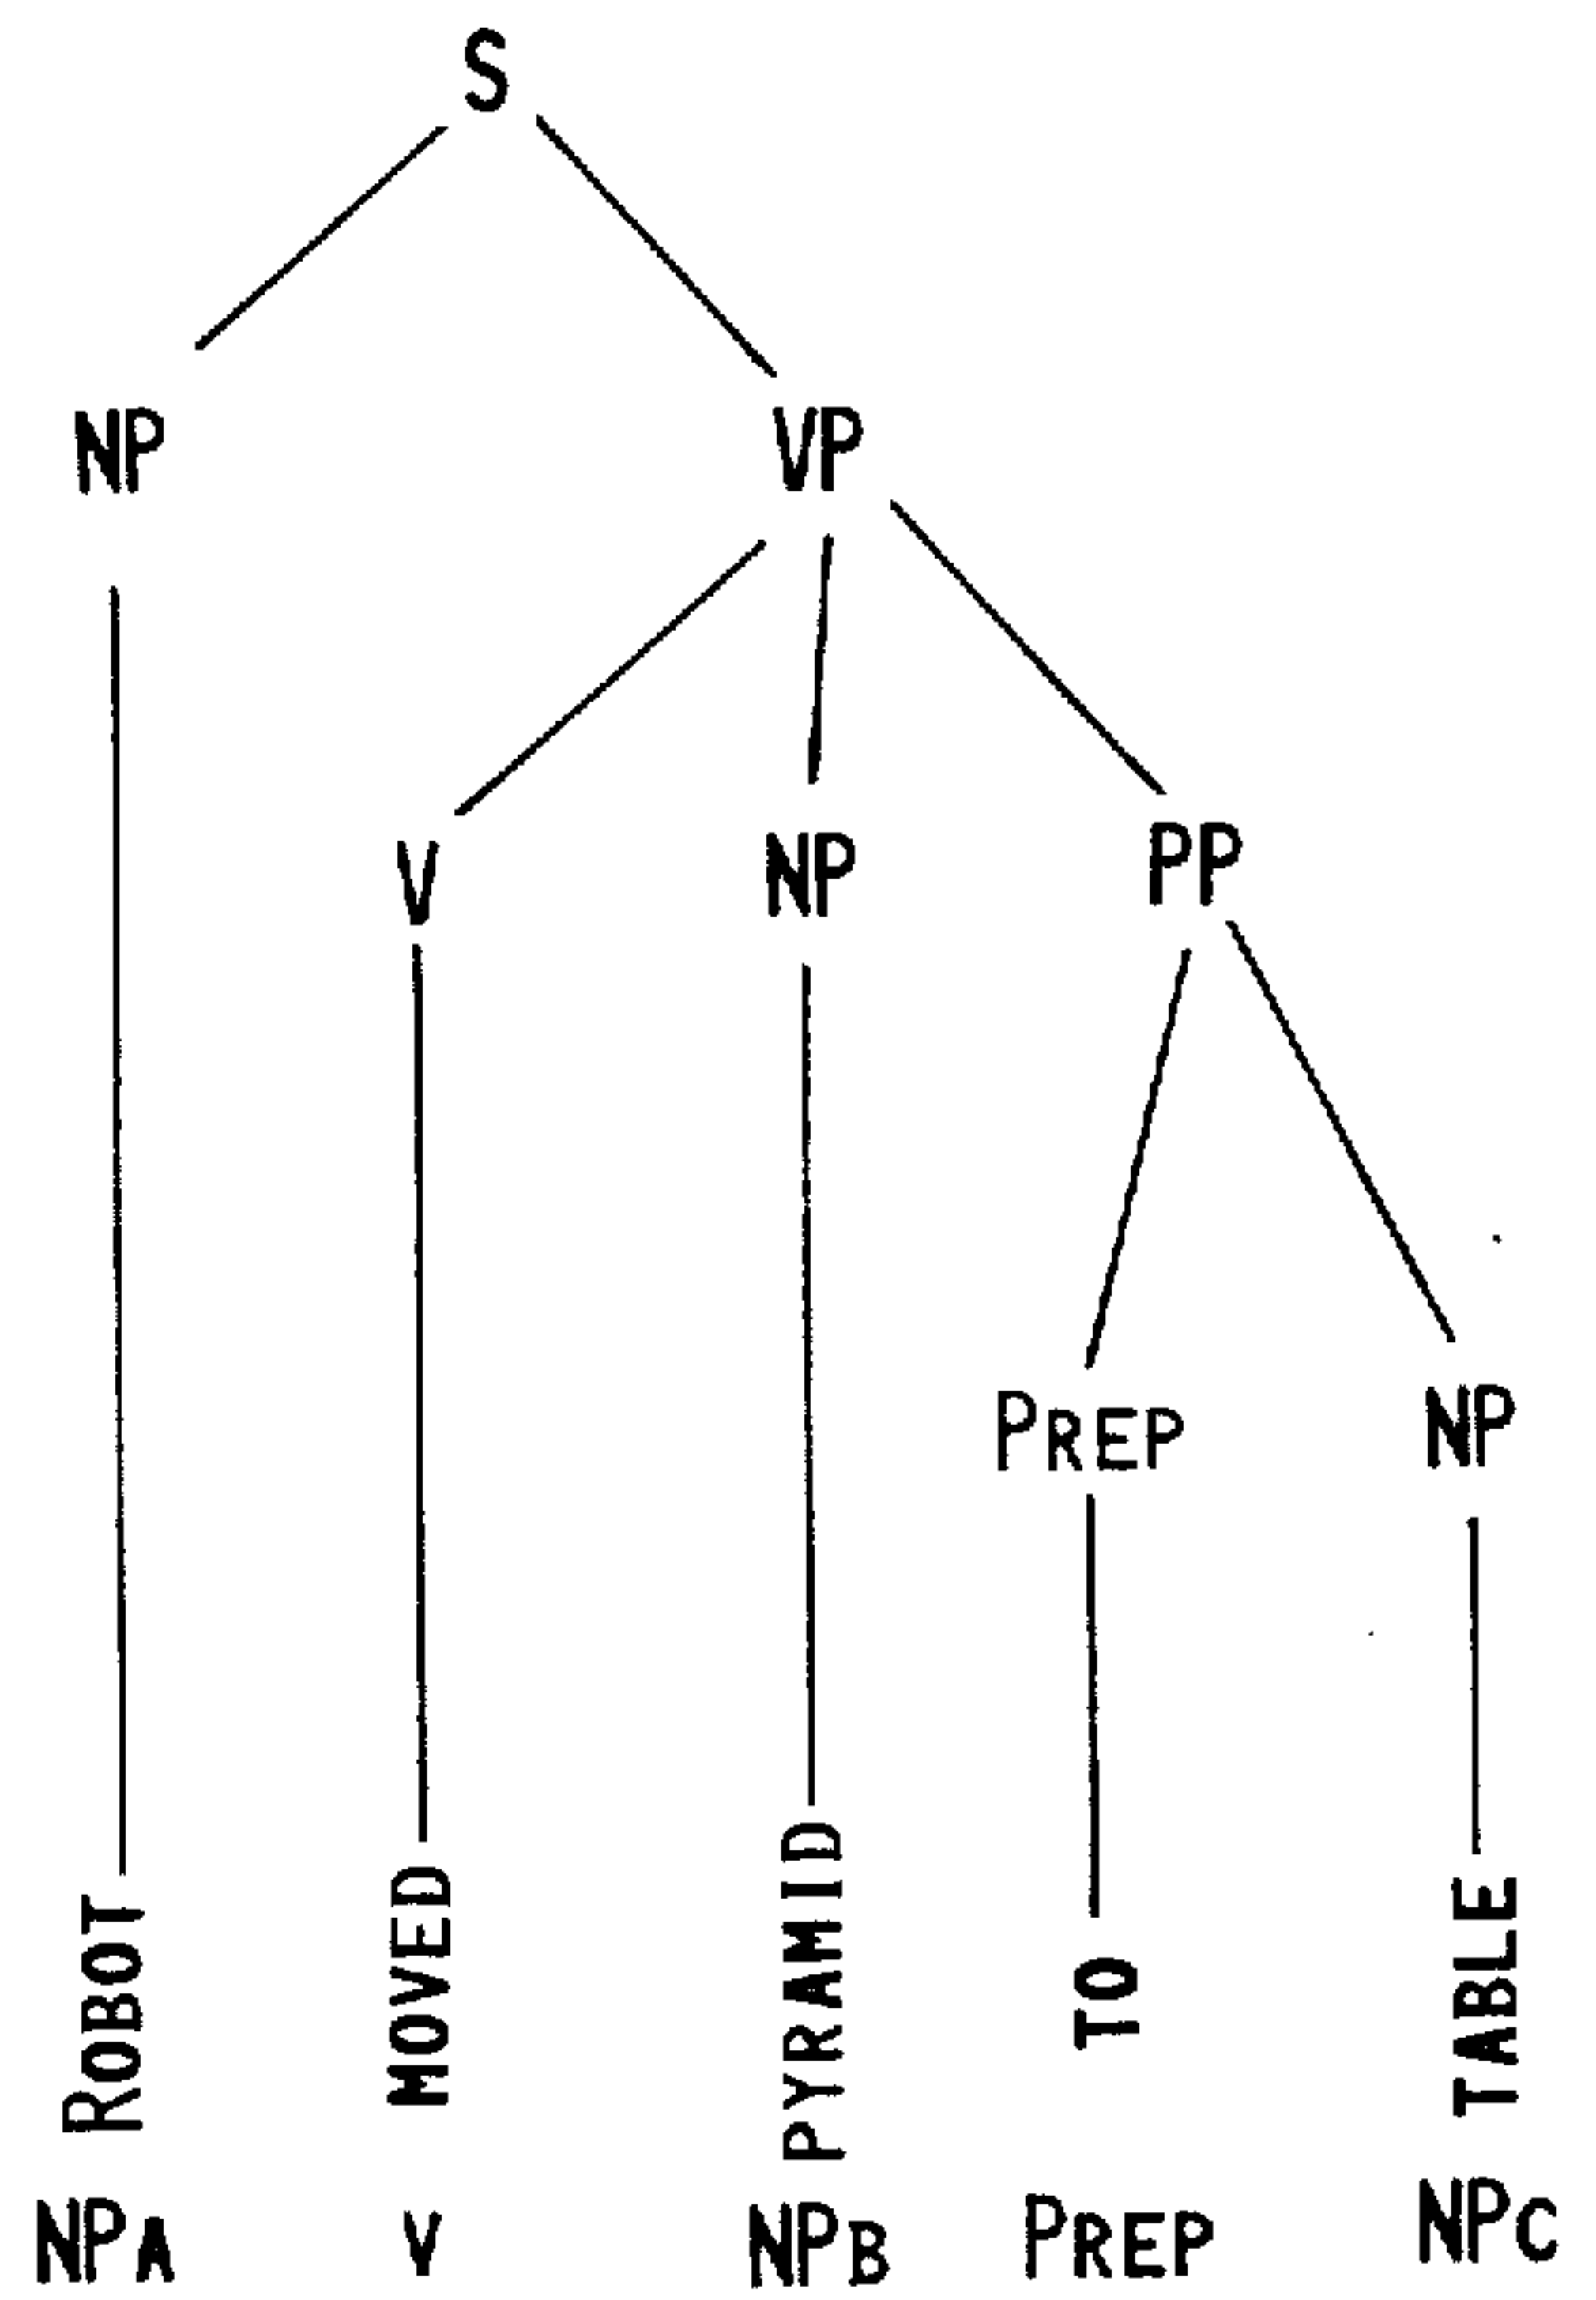 S
NP VP
V NP PP
PREP NP
ROBOT MOVED PYRAMID TO TABLE
NPA V NPB PREP NPC